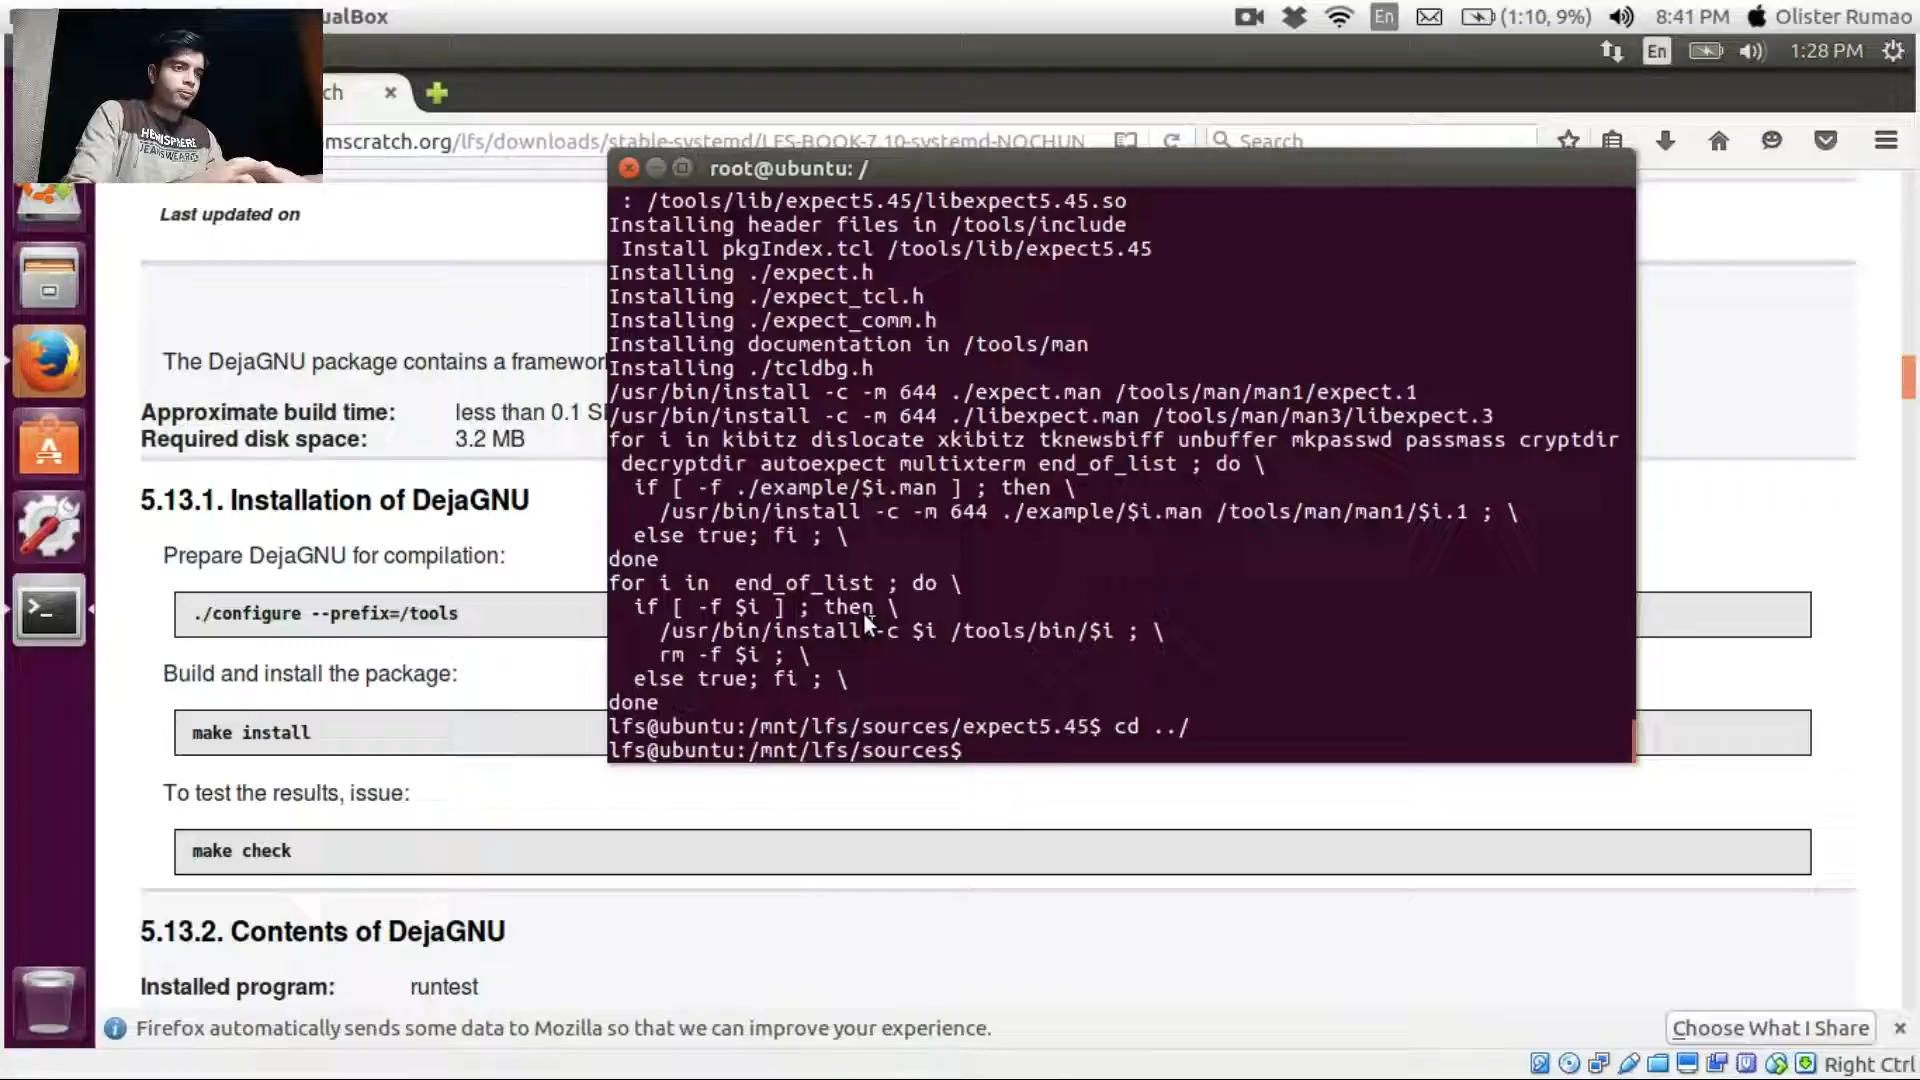 ualBox
En
(1:10, 9%)
8:41 PM
Olister Rumao
En
1:28 PM
ch
mscratch.org/lfs/downloads/stable-systemd/LFS-BOOK-7.10-systemd-NOCHUN
Search
HEMISPHERE
Last updated on
The DejaGNU package contains a framewor
Approximate build time: less than 0.1 S
Required disk space: 3.2 MB
5.13.1. Installation of DejaGNU
Prepare DejaGNU for compilation:
./configure --prefix=/tools
Build and install the package:
make install
To test the results, issue:
make check
5.13.2. Contents of DejaGNU
Installed program: runtest
root@ubuntu: /
: /tools/lib/expect5.45/libexpect5.45.so
Installing header files in /tools/include
Install pkgIndex.tcl /tools/lib/expect5.45
Installing ./expect.h
Installing ./expect_tcl.h
Installing ./expect_comm.h
Installing documentation in /tools/man
Installing ./tcldbg.h
/usr/bin/install -c -m 644 ./expect.man /tools/man/man1/expect.1
/usr/bin/install -c -m 644 ./libexpect.man /tools/man/man3/libexpect.3
for i in kibitz dislocate xkibitz tknewsbiff unbuffer mkpasswd passmass cryptdir
decryptdir autoexpect multixterm end_of_list ; do \
if [ -f ./example/$i.man ] ; then \
/usr/bin/install -c -m 644 ./example/$i.man /tools/man/man1/$i.1 ; \
else true; fi ; \
done
for i in  end_of_list ; do \
if [ -f $i ] ; then \
/usr/bin/install -c $i /tools/bin/$i ; \
rm -f $i ; \
else true; fi ; \
done
lfs@ubuntu:/mnt/lfs/sources/expect5.45$ cd ../
lfs@ubuntu:/mnt/lfs/sources$
Firefox automatically sends some data to Mozilla so that we can improve your experience.
Choose What I Share
Right Ctrl